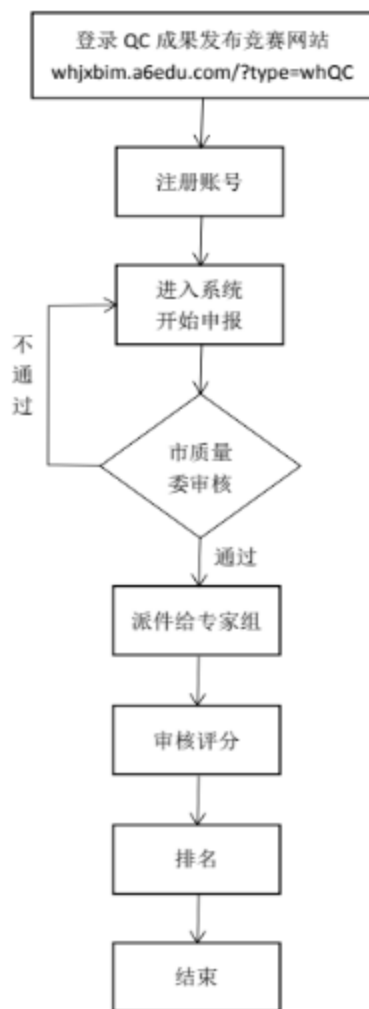 登录 QC 成果发布竞赛网站
whjxbim.a6edu.com/?type=whQC
注册账号
进入系统
开始申报
不
通
过
市质量
委审核
通过
派件给专家组
审核评分
排名
结束